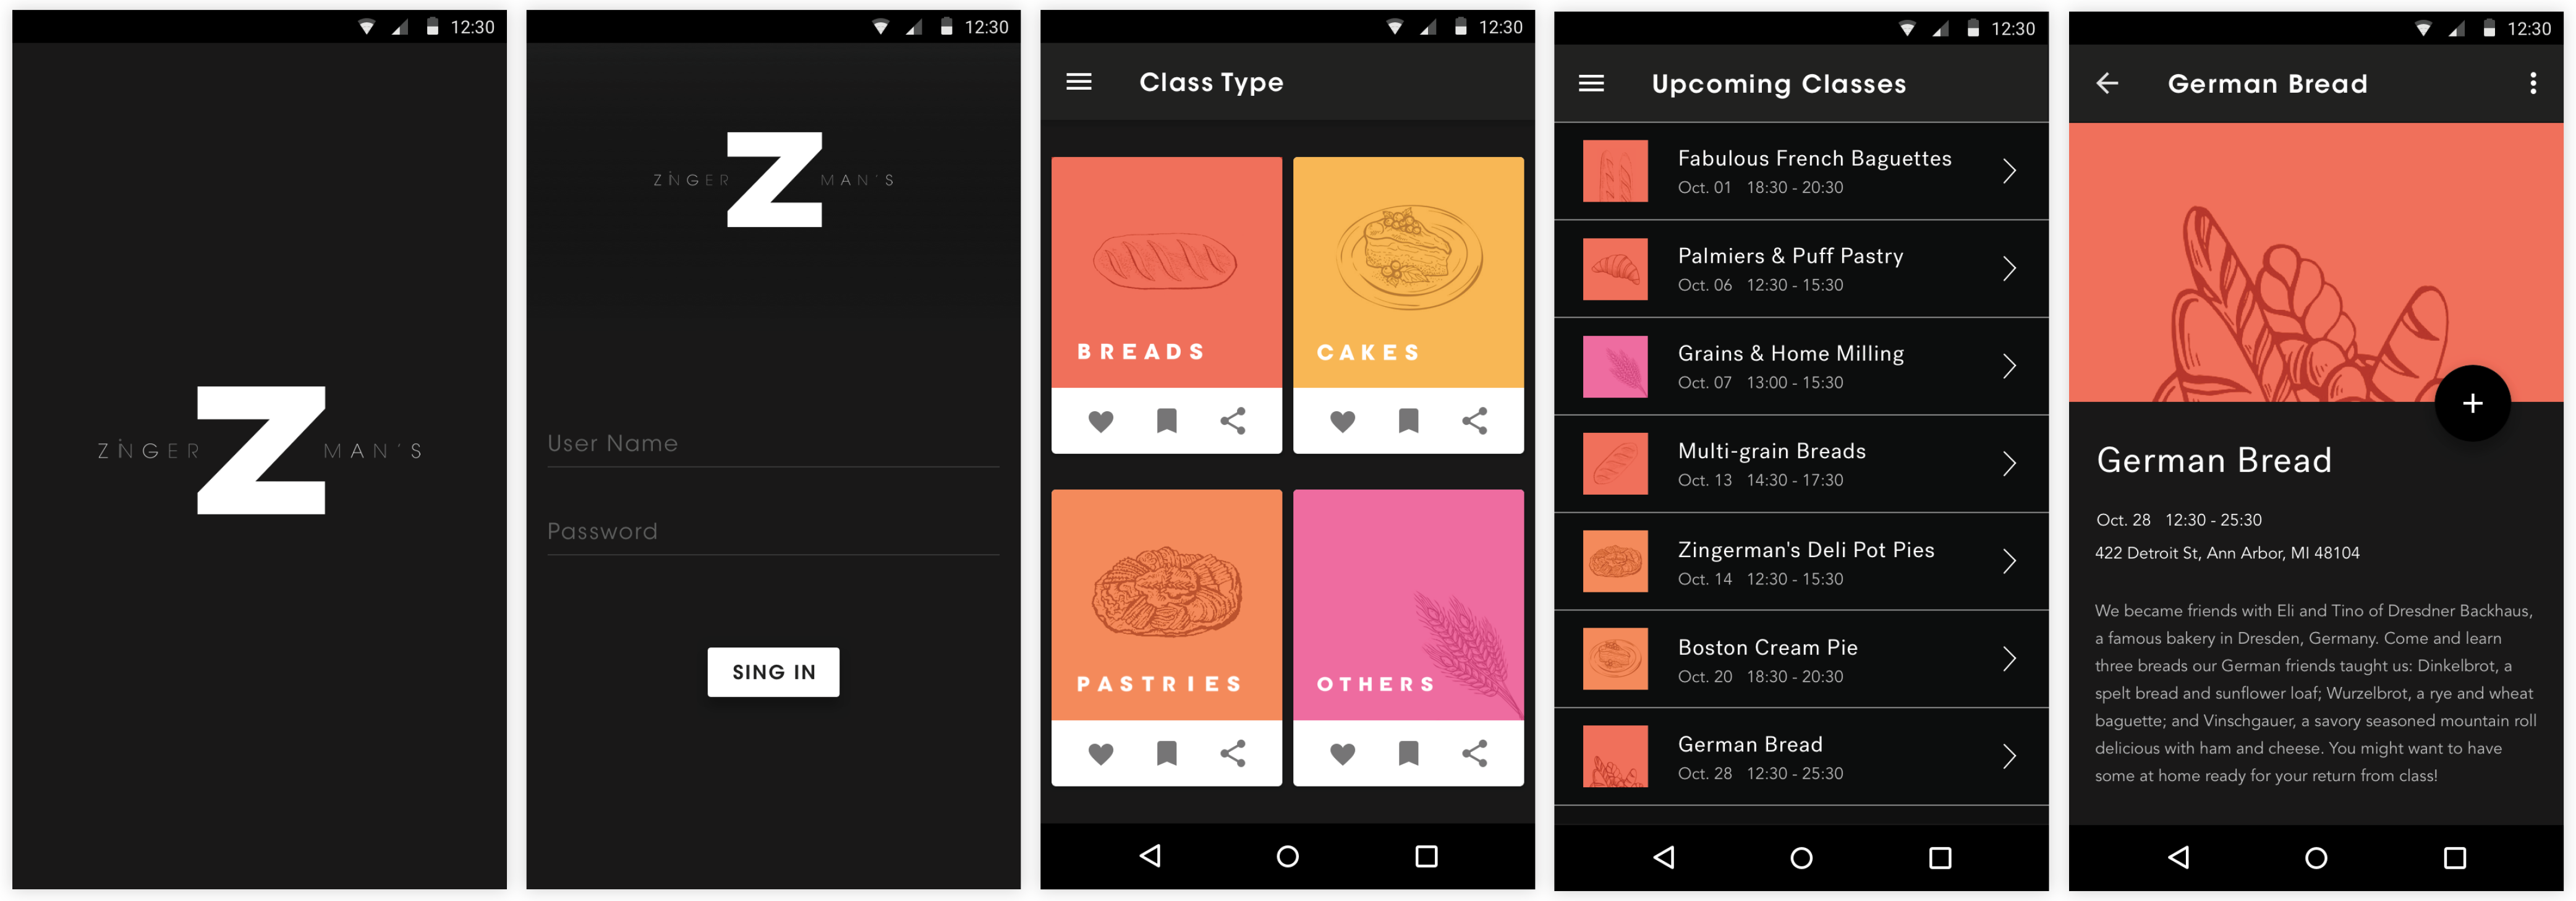 12:30
ZINGER Z MAN'S
12:30
ZINGER Z MAN'S
User Name
Password
SING IN
12:30
Class Type
BREADS
CAKES
PASTRIES
OTHERS
12:30
Upcoming Classes
Fabulous French Baguettes
Oct. 01 18:30 - 20:30
Palmiers & Puff Pastry
Oct. 06 12:30 - 15:30
Grains & Home Milling
Oct. 07 13:00 - 15:30
Multi-grain Breads
Oct. 13 14:30 - 17:30
Zingerman's Deli Pot Pies
Oct. 14 12:30 - 15:30
Boston Cream Pie
Oct. 20 18:30 - 20:30
German Bread
Oct. 28 12:30 - 25:30
12:30
German Bread
German Bread
Oct. 28 12:30 - 25:30
422 Detroit St, Ann Arbor, MI 48104
We became friends with Eli and Tino of Dresdner Backhaus,
a famous bakery in Dresden, Germany. Come and learn
three breads our German friends taught us: Dinkelbrot, a
spelt bread and sunflower loaf; Wurzelbrot, a rye and wheat
baguette; and Vinschgauer, a savory seasoned mountain roll
delicious with ham and cheese. You might want to have
some at home ready for your return from class!